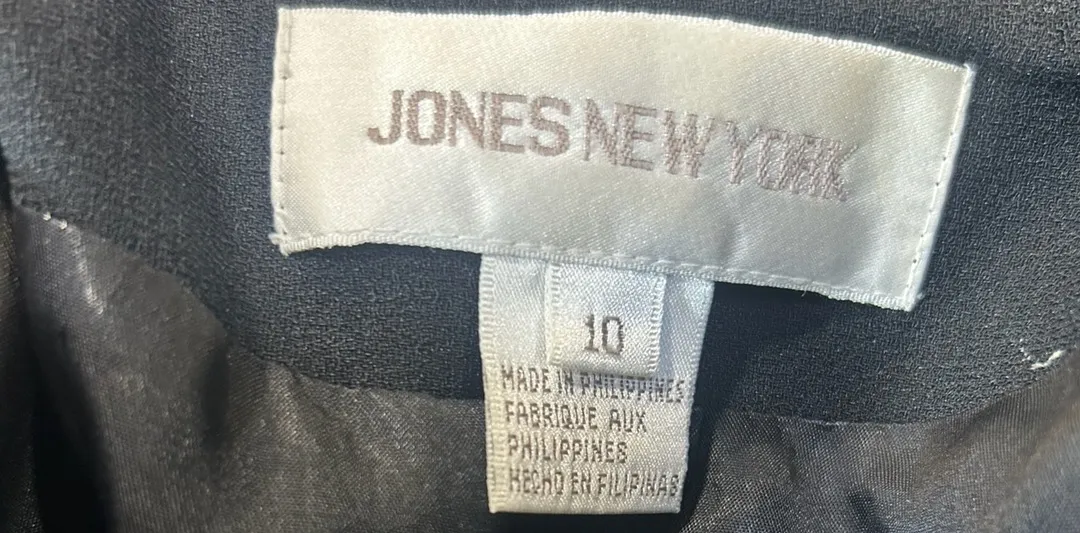 JONES NEW YORK
10
MADE IN PHILIPPINES
FABRIQUE AUX
PHILIPPINES
HECHO EN FILIPINAS